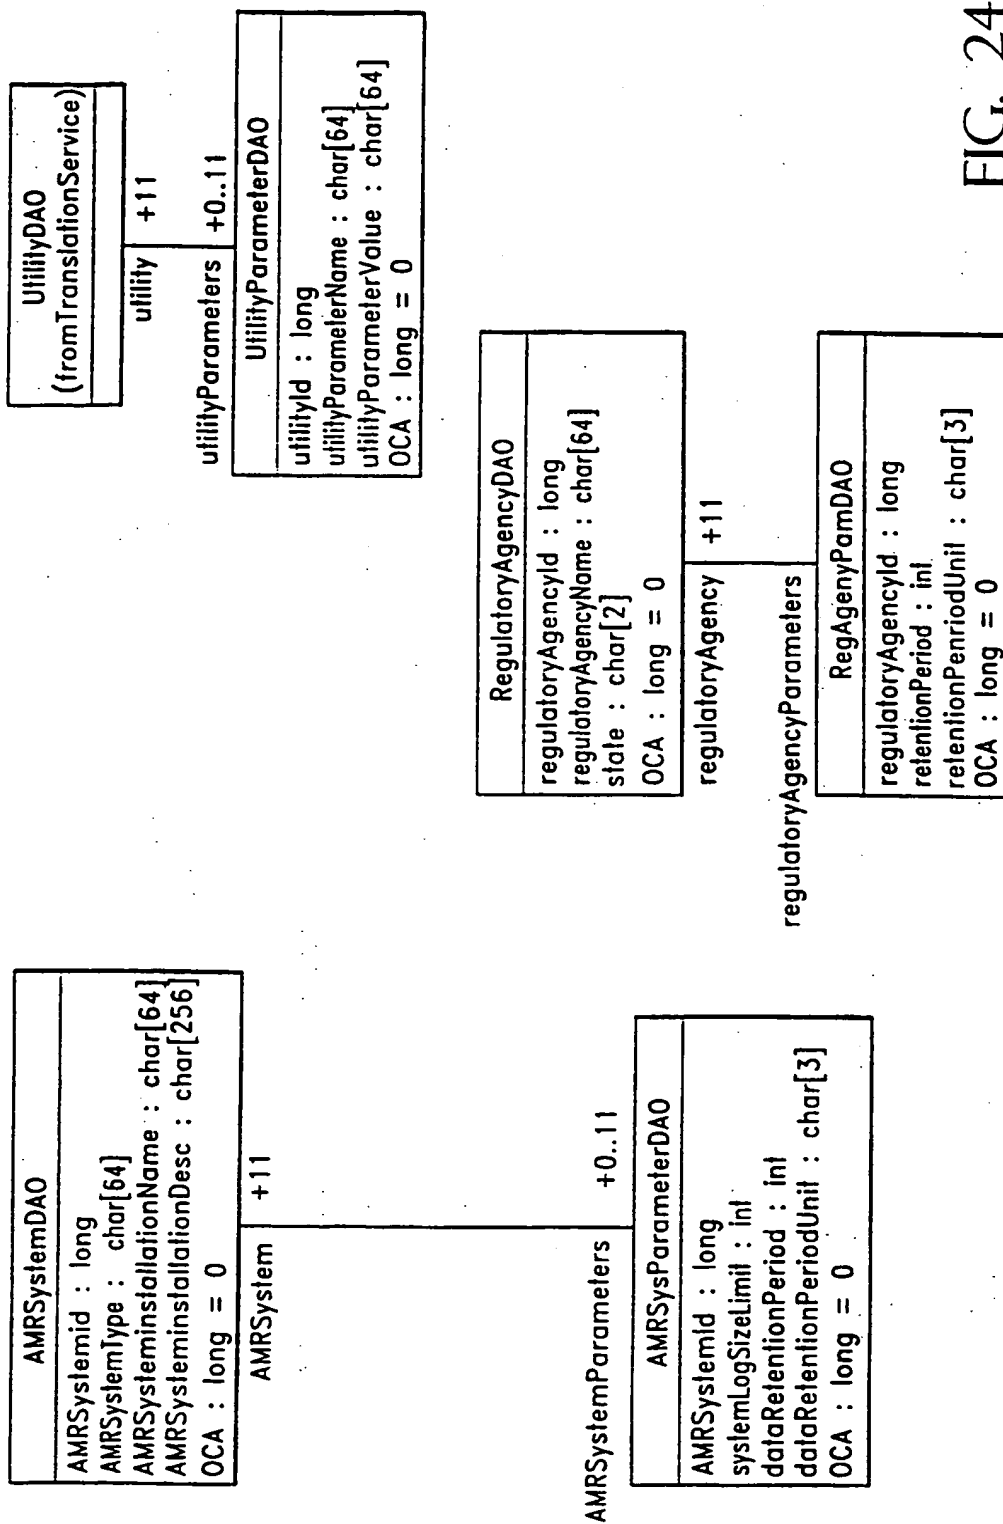 AMRSystemDAO
AMRSystemid : long
AMRSystemType : char[64]
AMRSysteminstallationName : char[64]
AMRSysteminstallationDesc : char[256]
OCA : long = 0
AMRSystem +11
AMRSystemParameters +0..11
AMRSysParameterDAO
AMRSystemId : long
systemLogSizeLimit : int
dataRetentionPeriod : int
dataRetentionPeriodUnit : char[3]
OCA : long = 0
UtilityDAO
(fromTranslationService)
utility +11
utilityParameters +0..11
UtilityParameterDAO
utilityId : long
utilityParameterName : char[64]
utilityParameterValue : char[64]
OCA : long = 0
RegulatoryAgencyDAO
regulatoryAgencyId : long
regulatoryAgencyName : char[64]
state : char[2]
OCA : long = 0
regulatoryAgency +11
regulatoryAgencyParameters
RegAgenyPamDAO
regulatoryAgencyId : long
retentionPeriod : int
retentionPenriodUnit : char[3]
OCA : long = 0
FIG. 24